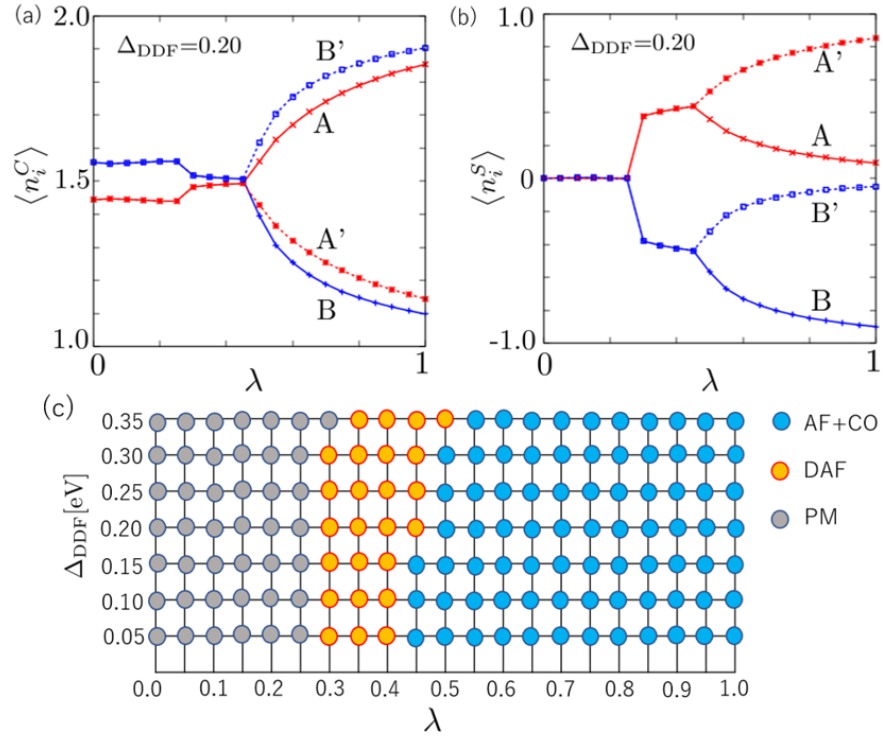 (a)
2.0
Δ_DDF=0.20
B'
A
⟨n_i^C⟩
1.5
A'
B
1.0
0
λ
1
(b)
1.0
Δ_DDF=0.20
A'
A
⟨n_i^S⟩
0
B'
B
-1.0
0
λ
1
(c)
0.35
0.30
0.25
0.20
0.15
0.10
0.05
Δ_DDF[eV]
0.0 0.1 0.2 0.3 0.4 0.5 0.6 0.7 0.8 0.9 1.0
λ
AF+CO
DAF
PM